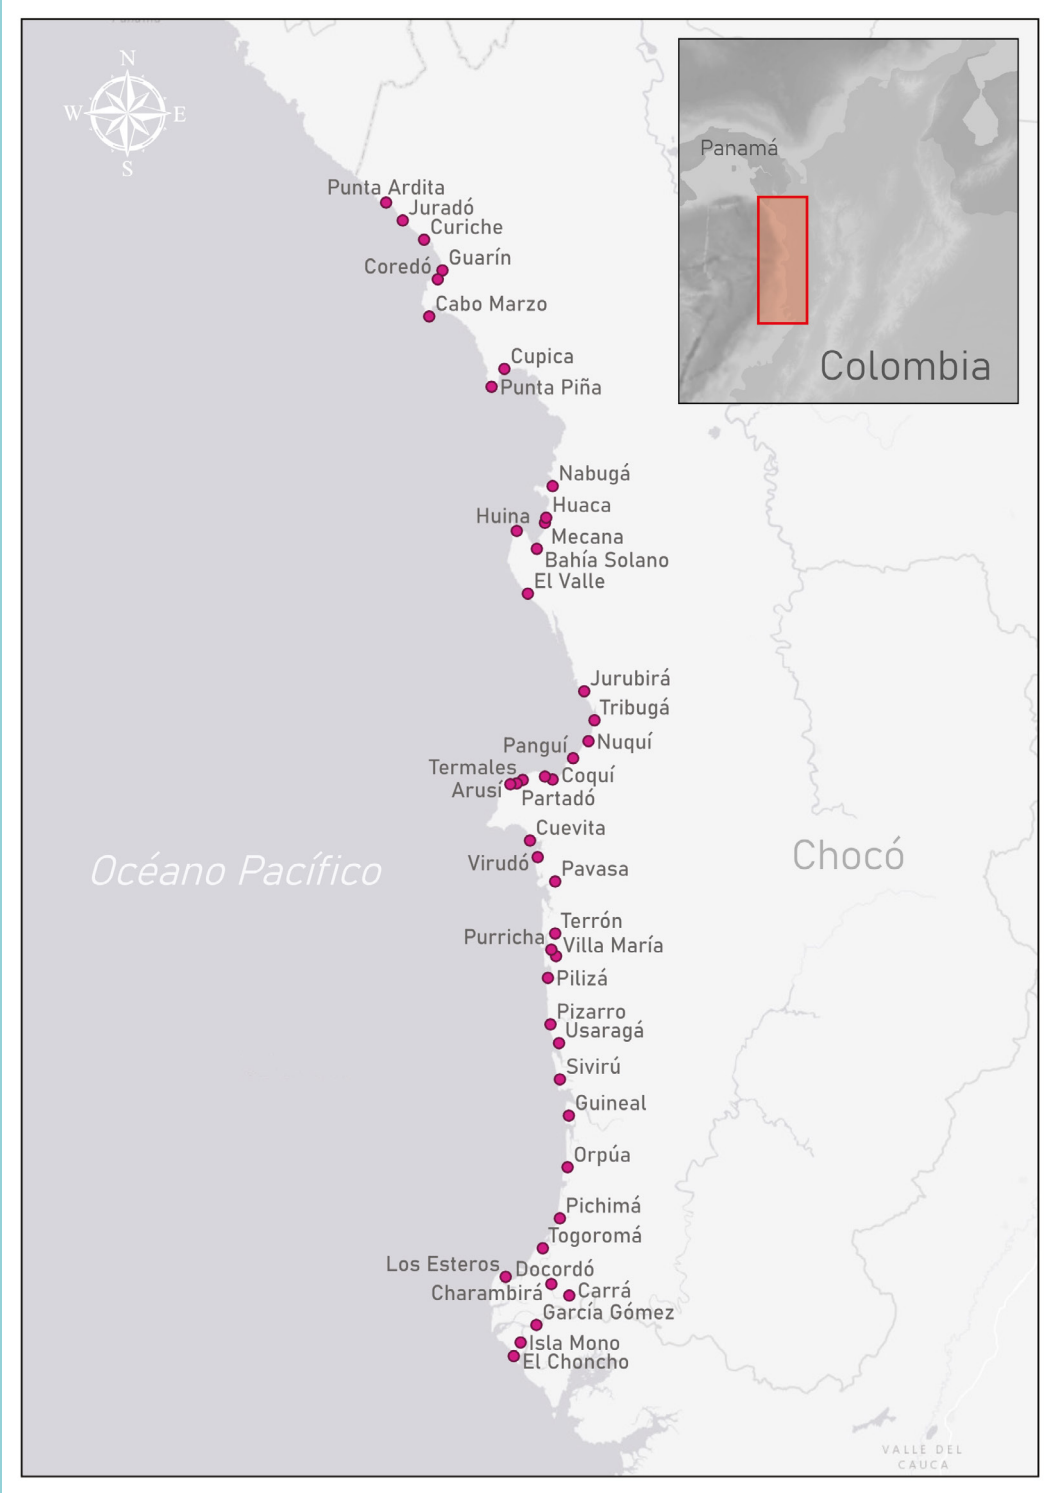 Panamá
N
W E
S
Panamá
Colombia
Punta Ardita
Juradó
Curiche
Guarín
Coredó
Cabo Marzo
Cupica
Punta Piña
Nabugá
Huaca
Huina
Mecana
Bahía Solano
El Valle
Jurubirá
Tribugá
Nuquí
Panguí
Termales
Coquí
Arusí
Partadó
Cuevita
Virudó
Pavasa
Océano Pacífico
Chocó
Terrón
Purricha
Villa María
Pilizá
Pizarro
Usaragá
Sivirú
Guineal
Orpúa
Pichimá
Togoromá
Los Esteros
Docordó
Charambirá
Carrá
García Gómez
Isla Mono
El Choncho
VALLE DEL
CAUCA